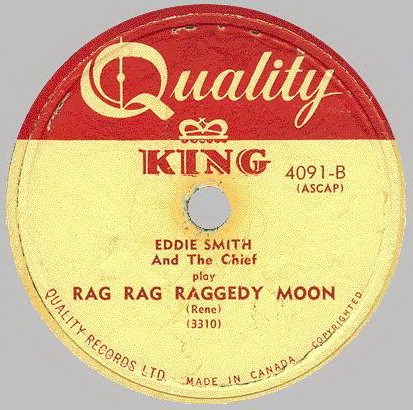 Quality
KING
4091-B
(ASCAP)
EDDIE SMITH
And The Chief
play
RAG RAG RAGGEDY MOON
(Rene)
(3310)
QUALITY RECORDS LTD. MADE IN CANADA COPYRIGHTED